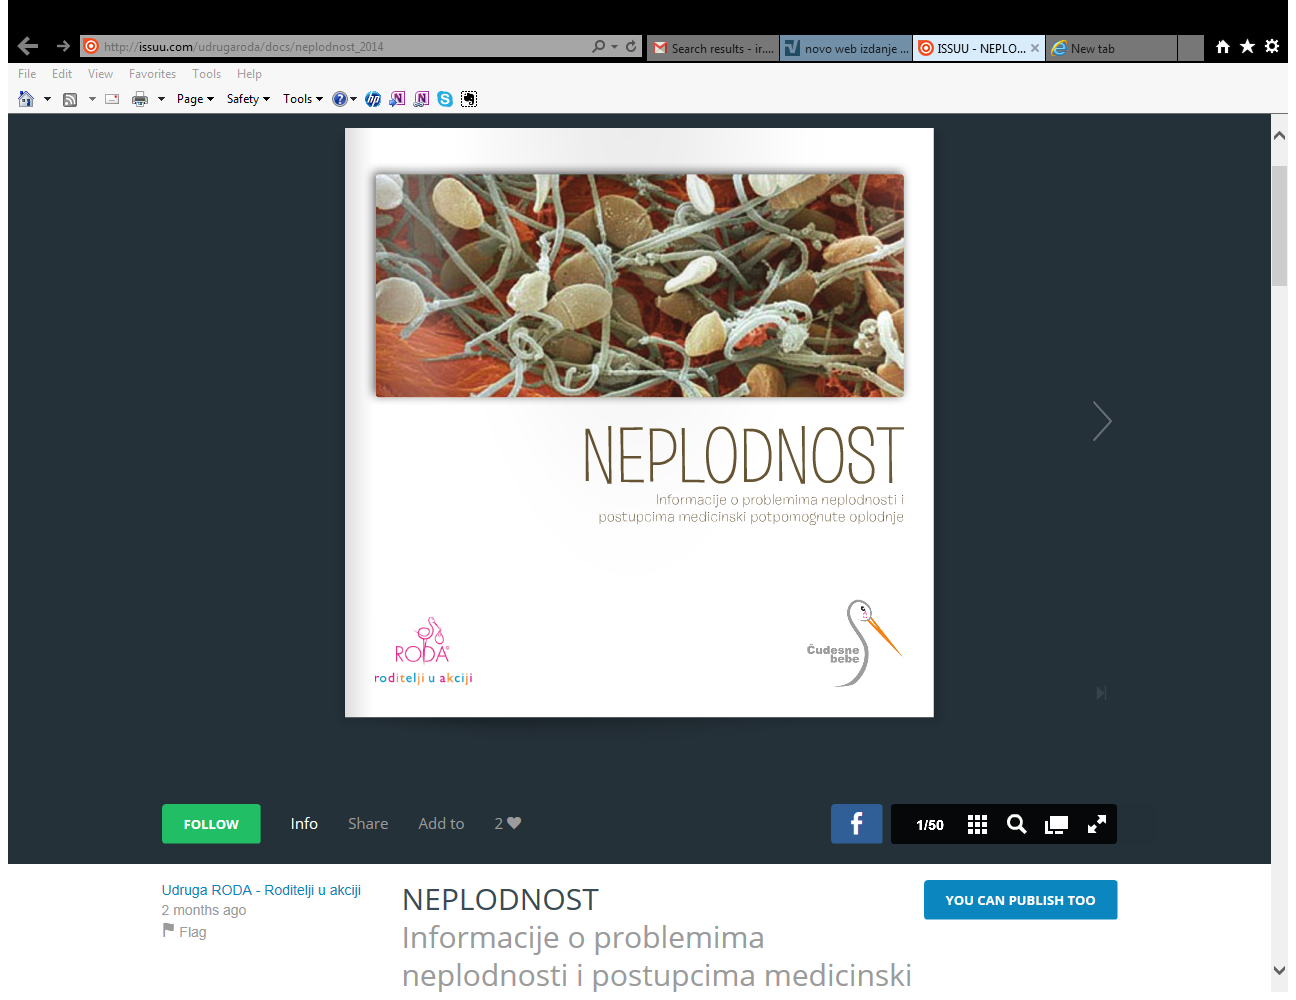 http://issuu.com/udrugaroda/docs/neplodnost_2014
Search results - ir....
novo web izdanje ...
ISSUU - NEPLO...
New tab
File Edit View Favorites Tools Help
Page Safety Tools
NEPLODNOST
Informacije o problemima neplodnosti i
postupcima medicinski potpomognute oplodnje
RODA
roditelji u akciji
Čudesne
bebe
FOLLOW Info Share Add to 2
1/50
Udruga RODA - Roditelji u akciji
2 months ago
Flag
NEPLODNOST
Informacije o problemima
neplodnosti i postupcima medicinski
YOU CAN PUBLISH TOO